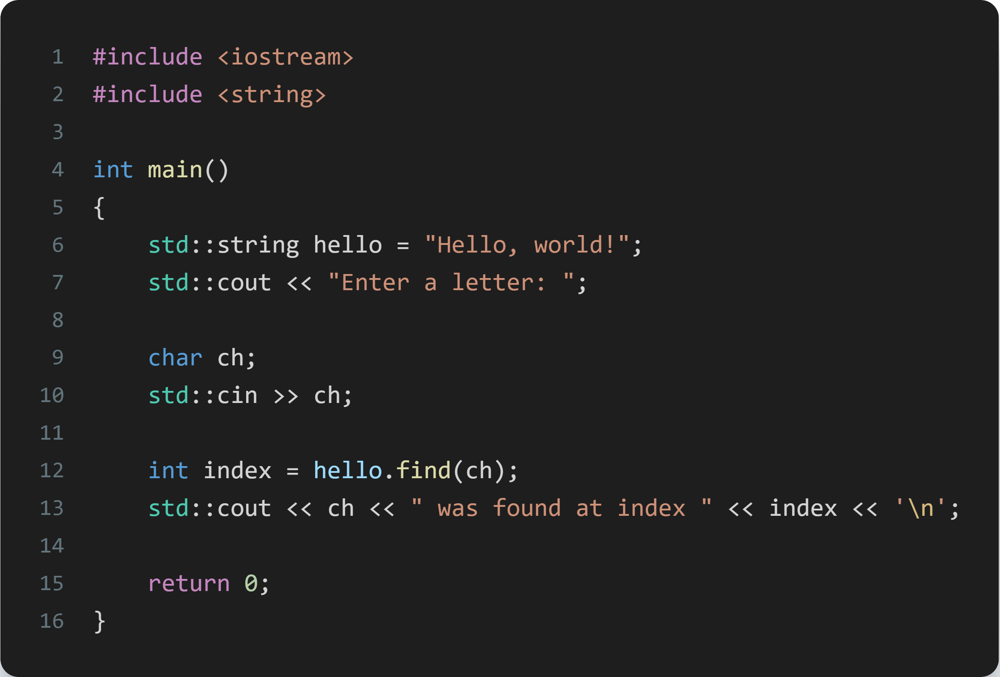 1 #include <iostream>
2 #include <string>
3
4 int main()
5 {
6     std::string hello = "Hello, world!";
7     std::cout << "Enter a letter: ";
8
9     char ch;
10     std::cin >> ch;
11
12     int index = hello.find(ch);
13     std::cout << ch << " was found at index " << index << '\n';
14
15     return 0;
16 }